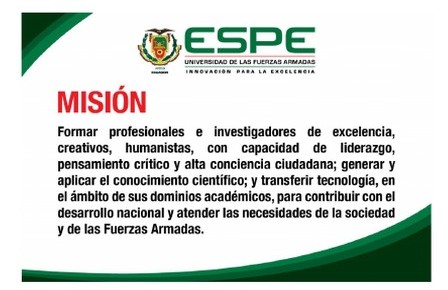 ESPE
UNIVERSIDAD DE LAS FUERZAS ARMADAS
INNOVACIÓN PARA LA EXCELENCIA
MISIÓN
Formar profesionales e investigadores de excelencia,
creativos, humanistas, con capacidad de liderazgo,
pensamiento crítico y alta conciencia ciudadana; generar y
aplicar el conocimiento científico; y transferir tecnología, en
el ámbito de sus dominios académicos, para contribuir con el
desarrollo nacional y atender las necesidades de la sociedad
y de las Fuerzas Armadas.